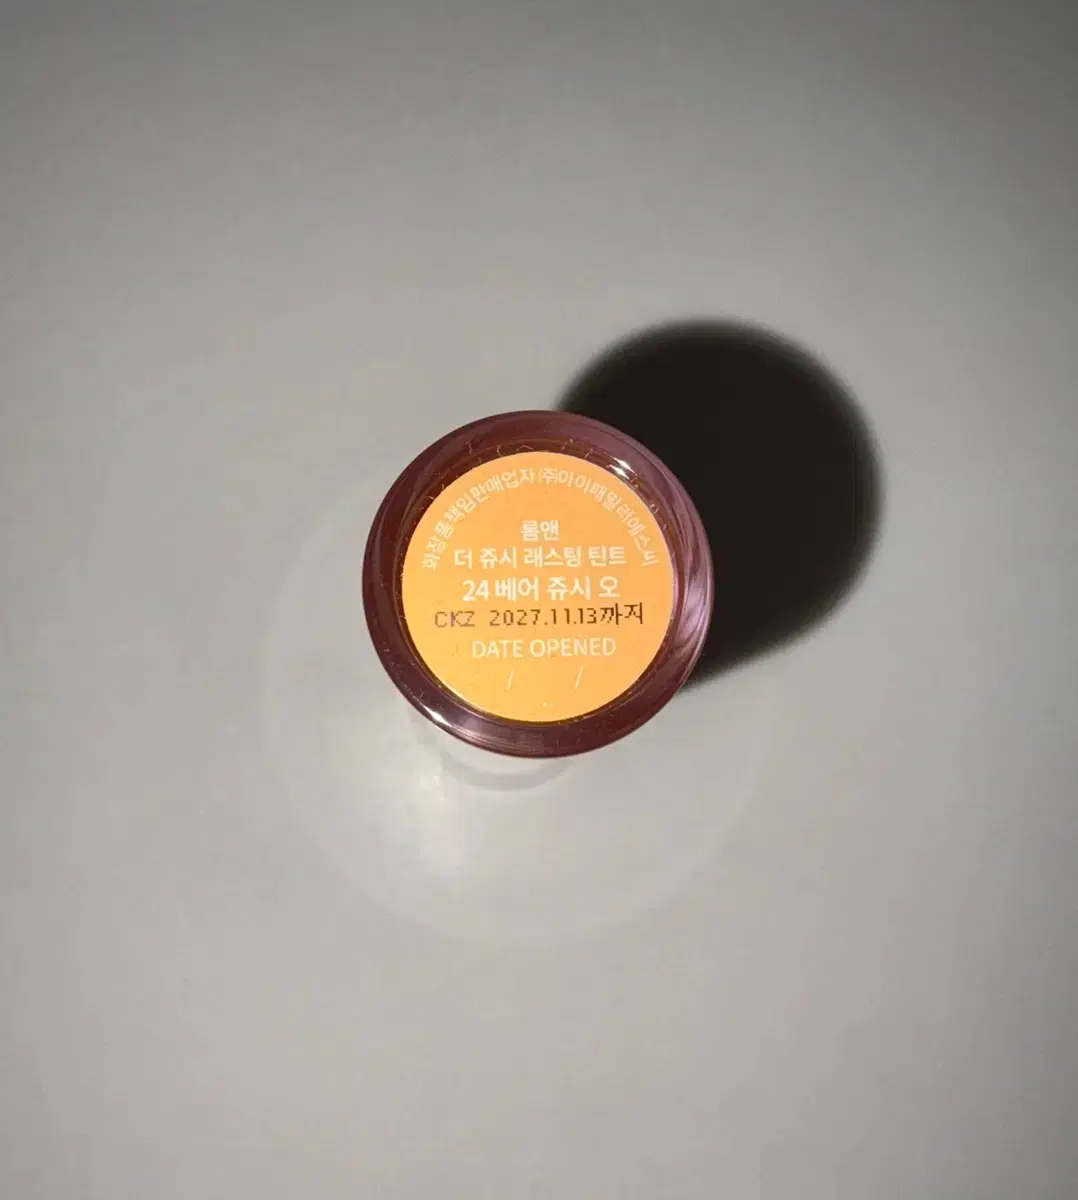 화장품책임판매업자 ㈜아이패밀리에스씨
롬앤
더 쥬시 래스팅 틴트
24 베어 쥬시 오
CKZ 2027.11.13까지
DATE OPENED
/ /